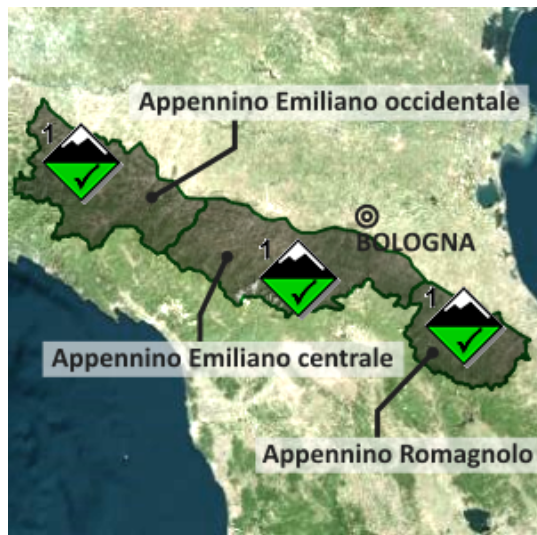 Appennino Emiliano occidentale
1
BOLOGNA
1
1
Appennino Emiliano centrale
Appennino Romagnolo